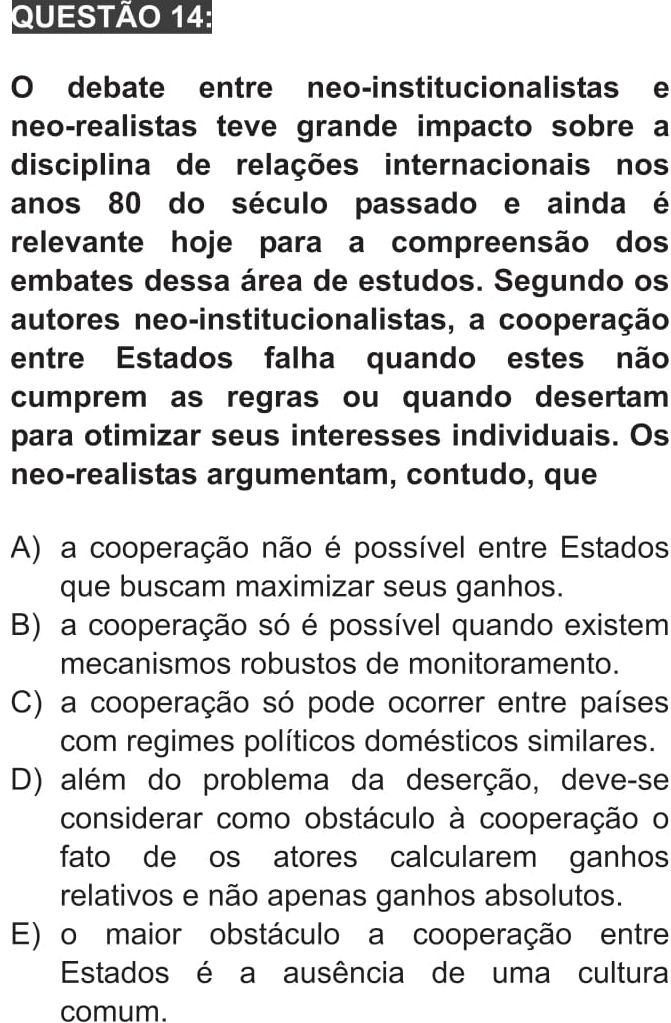 QUESTÃO 14:
O debate entre neo-institucionalistas e
neo-realistas teve grande impacto sobre a
disciplina de relações internacionais nos
anos 80 do século passado e ainda é
relevante hoje para a compreensão dos
embates dessa área de estudos. Segundo os
autores neo-institucionalistas, a cooperação
entre Estados falha quando estes não
cumprem as regras ou quando desertam
para otimizar seus interesses individuais. Os
neo-realistas argumentam, contudo, que
A) a cooperação não é possível entre Estados
que buscam maximizar seus ganhos.
B) a cooperação só é possível quando existem
mecanismos robustos de monitoramento.
C) a cooperação só pode ocorrer entre países
com regimes políticos domésticos similares.
D) além do problema da deserção, deve-se
considerar como obstáculo à cooperação o
fato de os atores calcularem ganhos
relativos e não apenas ganhos absolutos.
E) o maior obstáculo a cooperação entre
Estados é a ausência de uma cultura
comum.